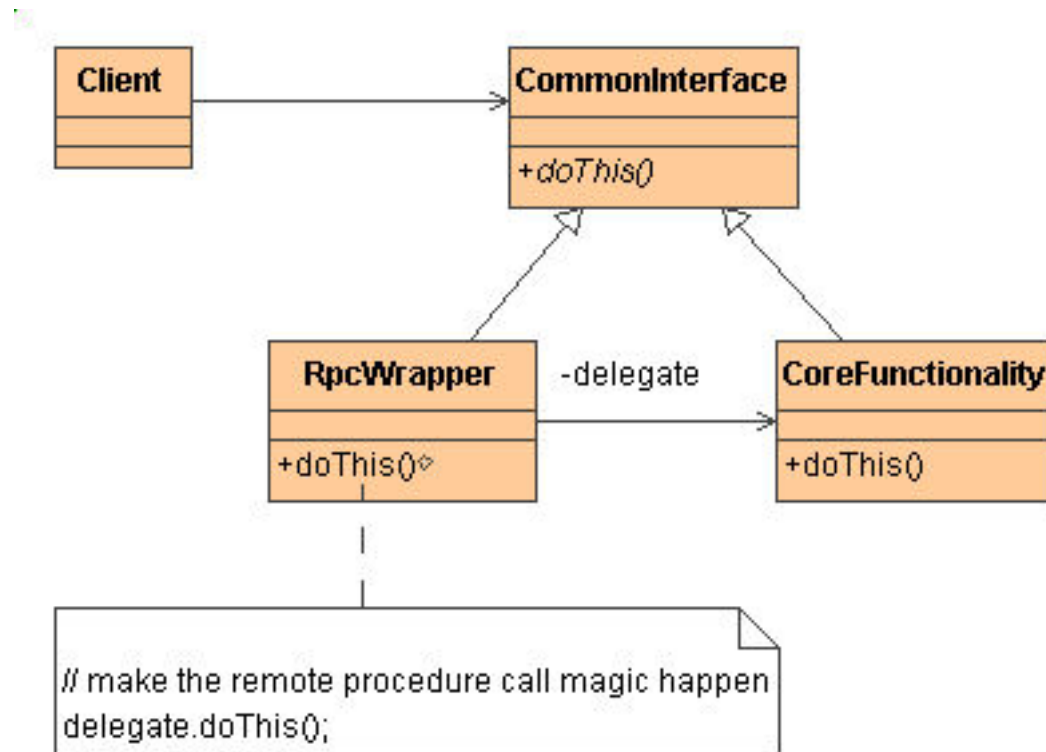 Client
CommonInterface
+doThis()
RpcWrapper
-delegate
CoreFunctionality
+doThis()
+doThis()
// make the remote procedure call magic happen
delegate.doThis();